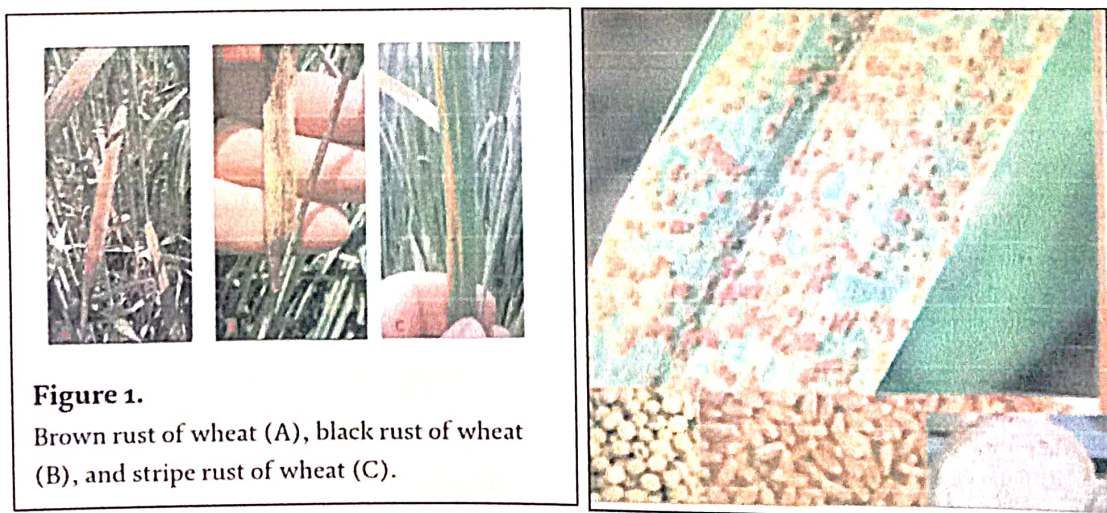 A
B
C
Figure 1.
Brown rust of wheat (A), black rust of wheat
(B), and stripe rust of wheat (C).